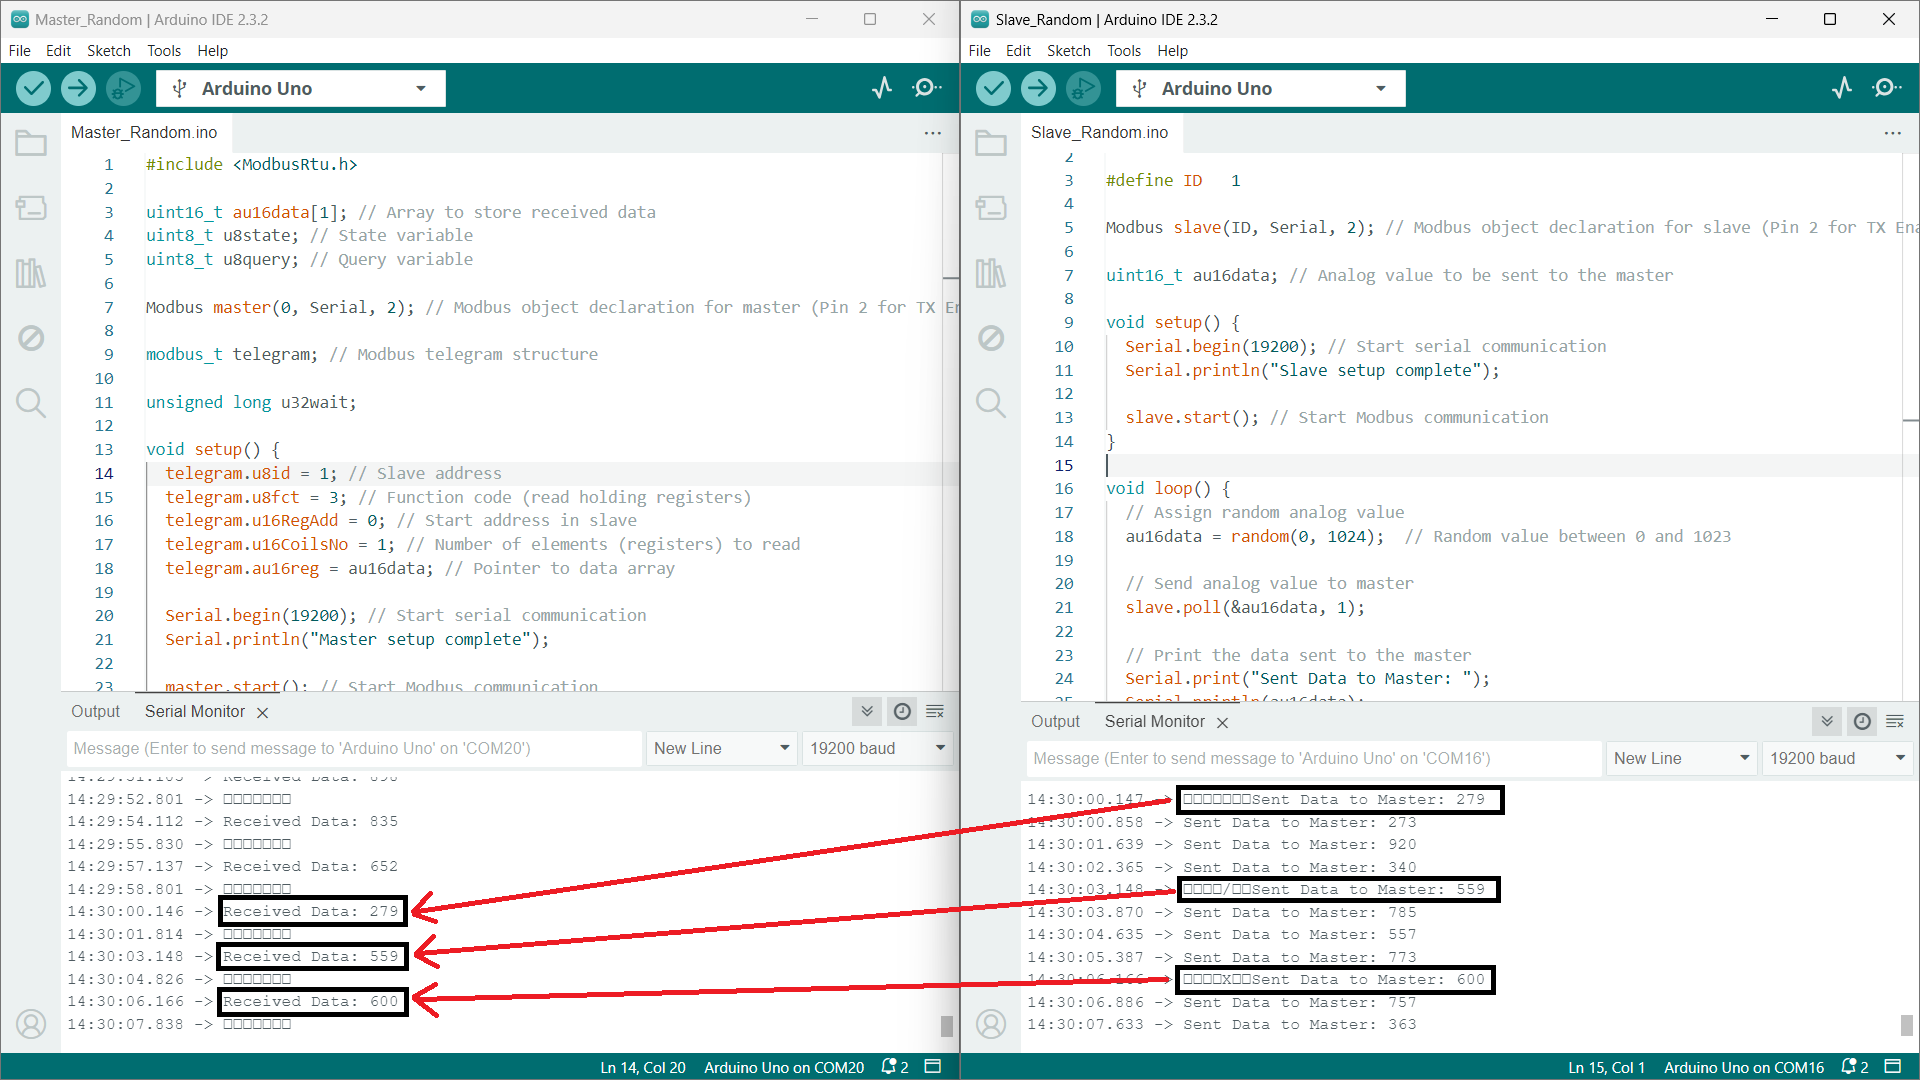 Master_Random | Arduino IDE 2.3.2
File Edit Sketch Tools Help
Arduino Uno
Master_Random.ino
1 #include <ModbusRtu.h>
2
3 uint16_t au16data[1]; // Array to store received data
4 uint8_t u8state; // State variable
5 uint8_t u8query; // Query variable
6
7 Modbus master(0, Serial, 2); // Modbus object declaration for master (Pin 2 for TX En
8
9 modbus_t telegram; // Modbus telegram structure
10
11 unsigned long u32wait;
12
13 void setup() {
14 telegram.u8id = 1; // Slave address
15 telegram.u8fct = 3; // Function code (read holding registers)
16 telegram.u16RegAdd = 0; // Start address in slave
17 telegram.u16CoilsNo = 1; // Number of elements (registers) to read
18 telegram.au16reg = au16data; // Pointer to data array
19
20 Serial.begin(19200); // Start serial communication
21 Serial.println("Master setup complete");
22
23 master.start(); // Start Modbus communication
Output Serial Monitor
Message (Enter to send message to 'Arduino Uno' on 'COM20') New Line 19200 baud
14:29:51.105 -> Received Data: 898
14:29:52.801 -> □□□□□□□
14:29:54.112 -> Received Data: 835
14:29:55.830 -> □□□□□□□
14:29:57.137 -> Received Data: 652
14:29:58.801 -> □□□□□□□
14:30:00.146 -> Received Data: 279
14:30:01.814 -> □□□□□□□
14:30:03.148 -> Received Data: 559
14:30:04.826 -> □□□□□□□
14:30:06.166 -> Received Data: 600
14:30:07.838 -> □□□□□□□
Ln 14, Col 20 Arduino Uno on COM20 2
Slave_Random | Arduino IDE 2.3.2
File Edit Sketch Tools Help
Arduino Uno
Slave_Random.ino
2
3 #define ID 1
4
5 Modbus slave(ID, Serial, 2); // Modbus object declaration for slave (Pin 2 for TX Ena
6
7 uint16_t au16data; // Analog value to be sent to the master
8
9 void setup() {
10 Serial.begin(19200); // Start serial communication
11 Serial.println("Slave setup complete");
12
13 slave.start(); // Start Modbus communication
14 }
15
16 void loop() {
17 // Assign random analog value
18 au16data = random(0, 1024); // Random value between 0 and 1023
19
20 // Send analog value to master
21 slave.poll(&au16data, 1);
22
23 // Print the data sent to the master
24 Serial.print("Sent Data to Master: ");
25 Serial.println(au16data);
Output Serial Monitor
Message (Enter to send message to 'Arduino Uno' on 'COM16') New Line 19200 baud
14:30:00.147 -> □□□□□□□Sent Data to Master: 279
14:30:00.858 -> Sent Data to Master: 273
14:30:01.639 -> Sent Data to Master: 920
14:30:02.365 -> Sent Data to Master: 340
14:30:03.148 -> □□□□/□□Sent Data to Master: 559
14:30:03.870 -> Sent Data to Master: 785
14:30:04.635 -> Sent Data to Master: 557
14:30:05.387 -> Sent Data to Master: 773
14:30:06.166 -> □□□□X□□Sent Data to Master: 600
14:30:06.886 -> Sent Data to Master: 757
14:30:07.633 -> Sent Data to Master: 363
Ln 15, Col 1 Arduino Uno on COM16 2